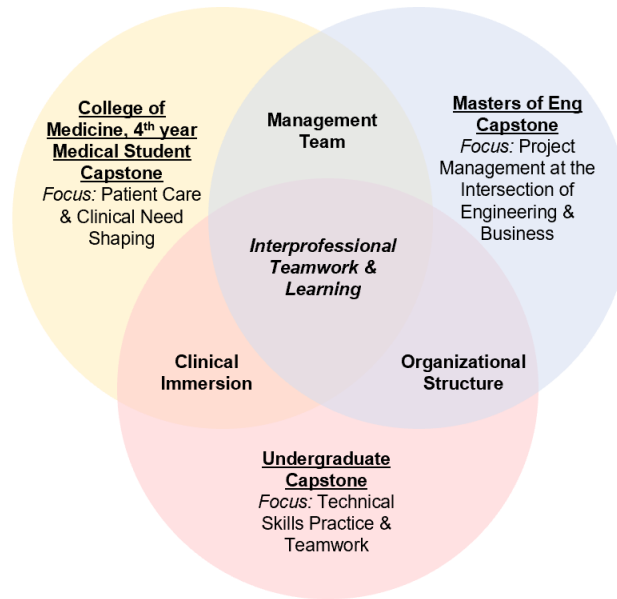 College of
Medicine, 4th year
Medical Student
Capstone
Focus: Patient Care
& Clinical Need
Shaping
Management
Team
Masters of Eng
Capstone
Focus: Project
Management at the
Intersection of
Engineering &
Business
Interprofessional
Teamwork &
Learning
Clinical
Immersion
Organizational
Structure
Undergraduate
Capstone
Focus: Technical
Skills Practice &
Teamwork